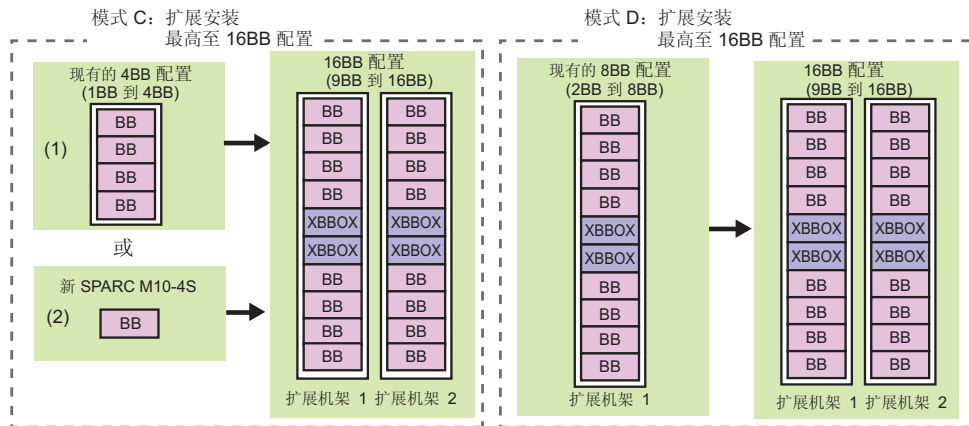 模式 C：扩展安装
最高至 16BB 配置
现有的 4BB 配置
(1BB 到 4BB)
(1)
BB
BB
BB
BB
或
新 SPARC M10-4S
(2)
BB
16BB 配置
(9BB 到 16BB)
BB BB
BB BB
BB BB
BB BB
XBBOX XBBOX
XBBOX XBBOX
BB BB
BB BB
BB BB
BB BB
扩展机架 1 扩展机架 2
模式 D：扩展安装
最高至 16BB 配置
现有的 8BB 配置
(2BB 到 8BB)
BB
BB
BB
BB
XBBOX
XBBOX
BB
BB
BB
BB
扩展机架 1
16BB 配置
(9BB 到 16BB)
BB BB
BB BB
BB BB
BB BB
XBBOX XBBOX
XBBOX XBBOX
BB BB
BB BB
BB BB
BB BB
扩展机架 1 扩展机架 2